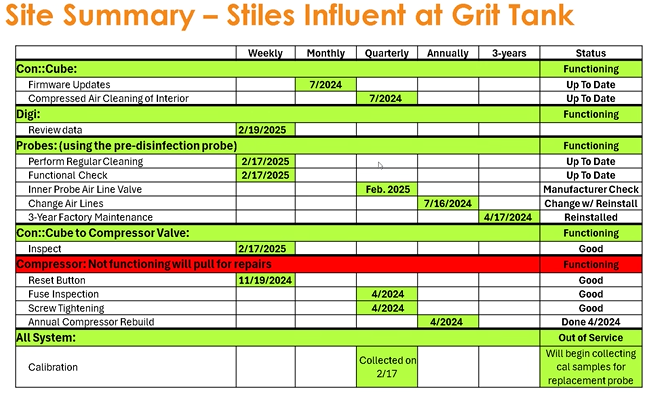 Site Summary – Stiles Influent at Grit Tank
Weekly Monthly Quarterly Annually 3-years Status
Con::Cube: Functioning
Firmware Updates 7/2024 Up To Date
Compressed Air Cleaning of Interior 7/2024 Up To Date
Digi: Functioning
Review data 2/19/2025
Probes: (using the pre-disinfection probe) Functioning
Perform Regular Cleaning 2/17/2025 Up To Date
Functional Check 2/17/2025 Up To Date
Inner Probe Air Line Valve Feb. 2025 Manufacturer Check
Change Air Lines 7/16/2024 Change w/ Reinstall
3-Year Factory Maintenance 4/17/2024 Reinstalled
Con::Cube to Compressor Valve: Functioning
Inspect 2/17/2025 Good
Compressor: Not functioning will pull for repairs Functioning
Reset Button 11/19/2024 Good
Fuse Inspection 4/2024 Good
Screw Tightening 4/2024 Good
Annual Compressor Rebuild 4/2024 Done 4/2024
All System: Out of Service
Calibration
Collected on
2/17
Will begin collecting
cal samples for
replacement probe